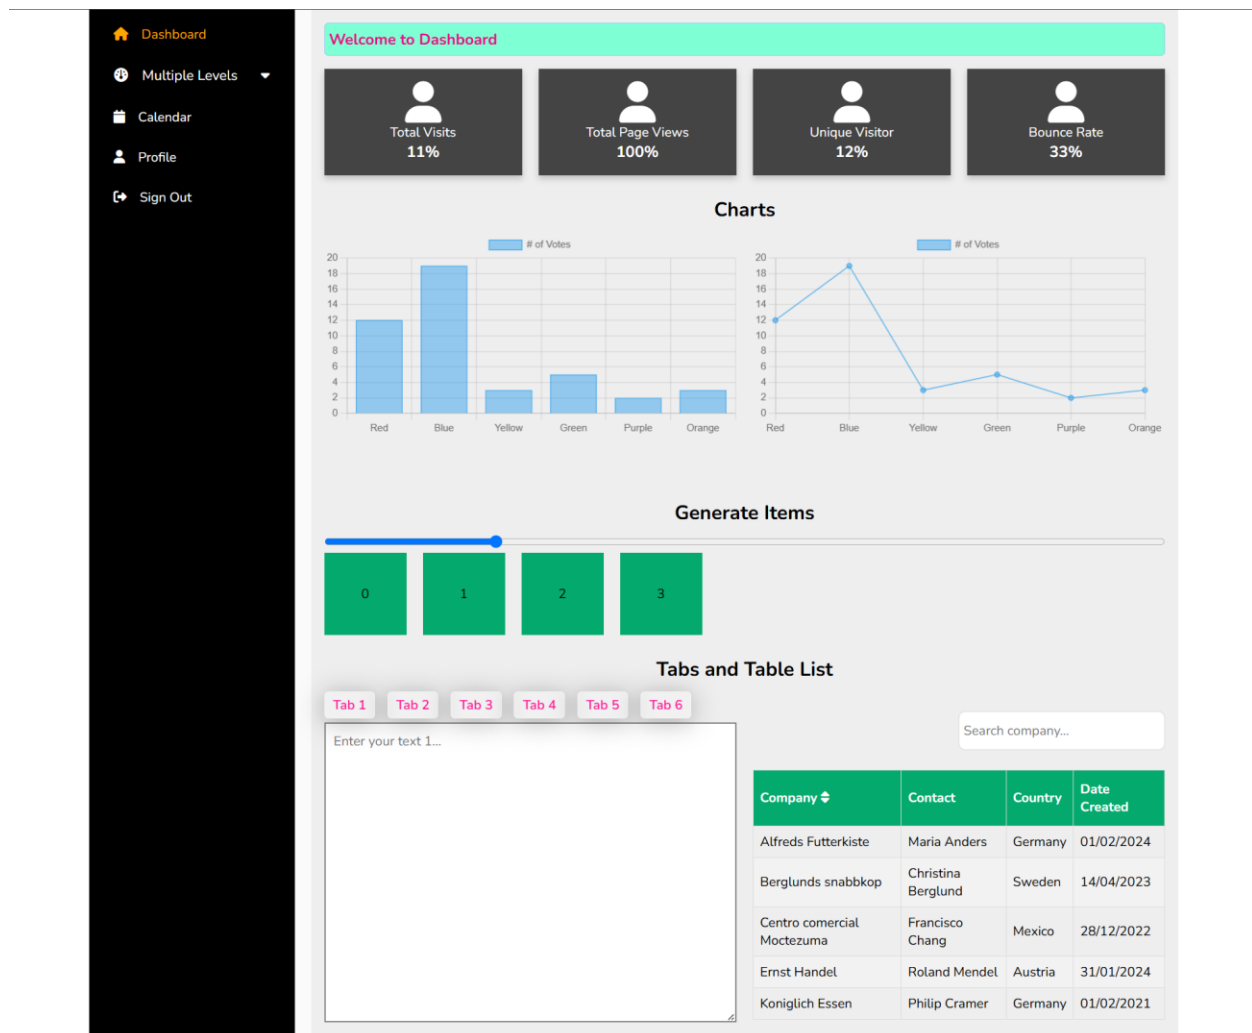 Dashboard
Multiple Levels
Calendar
Profile
Sign Out
Welcome to Dashboard
Total Visits
11%
Total Page Views
100%
Unique Visitor
12%
Bounce Rate
33%
Charts
# of Votes
20
18
16
14
12
10
8
6
4
2
0
Red Blue Yellow Green Purple Orange
# of Votes
20
18
16
14
12
10
8
6
4
2
0
Red Blue Yellow Green Purple Orange
Generate Items
0 1 2 3
Tabs and Table List
Tab 1 Tab 2 Tab 3 Tab 4 Tab 5 Tab 6
Enter your text 1...
Search company...
Company Contact Country Date
Created
Alfreds Futterkiste Maria Anders Germany 01/02/2024
Berglunds snabbkop Christina
Berglund Sweden 14/04/2023
Centro comercial
Moctezuma Francisco
Chang Mexico 28/12/2022
Ernst Handel Roland Mendel Austria 31/01/2024
Koniglich Essen Philip Cramer Germany 01/02/2021